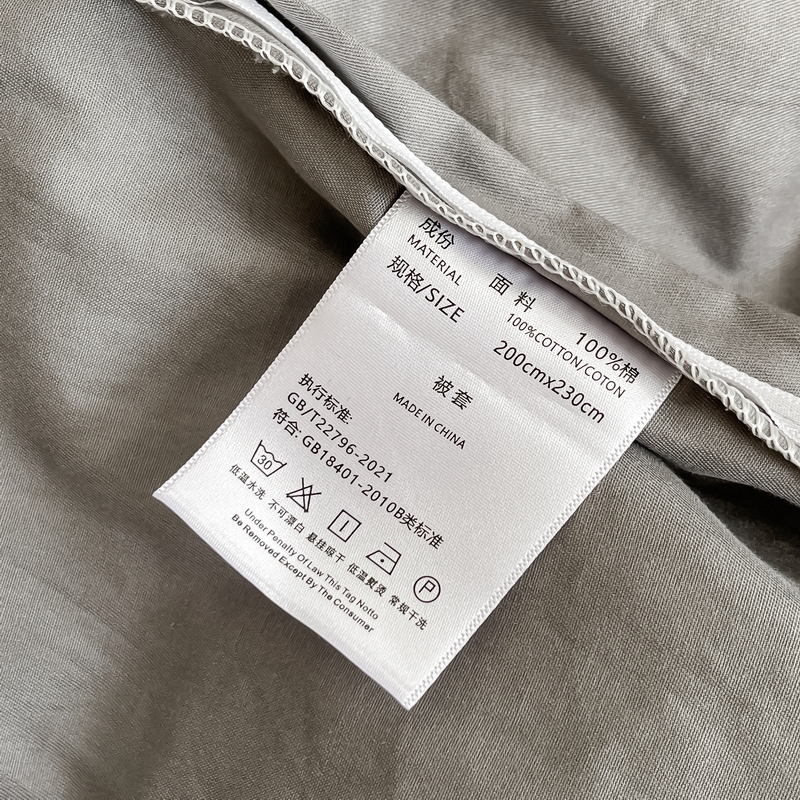 成份
MATERIAL
面料 100%棉
100%COTTON/COTON
规格/SIZE 200cmx230cm
被套
MADE IN CHINA
执行标准:
GB/T22796-2021
符合: GB18401-2010B类标准
30
P
低温水洗 不可漂白 悬挂晾干 低温熨烫 常规干洗
Under Penalty Of Law This Tag Notto
Be Removed Except By The Consumer